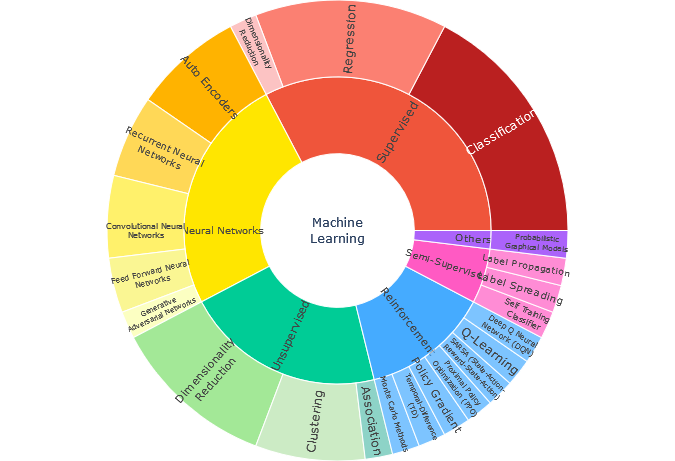 Machine
Learning
Supervised
Classification
Regression
Dimensionality
Reduction
Neural Networks
Auto Encoders
Recurrent Neural
Networks
Convolutional Neural
Networks
Feed Forward Neural
Networks
Generative
Adversarial Networks
Unsupervised
Dimensionality
Reduction
Clustering
Association
Reinforcement
Monte Carlo Methods
Temporal-Difference
(TD)
Policy Gradient
Proximal Policy
Optimization (PPO)
SARSA (State-Action-
Reward-State-Action)
Q-Learning
Deep Q Neural
Network (DQN)
Semi-Supervised
Self Training
Classifier
Label Spreading
Label Propagation
Others
Probabilistic
Graphical Models